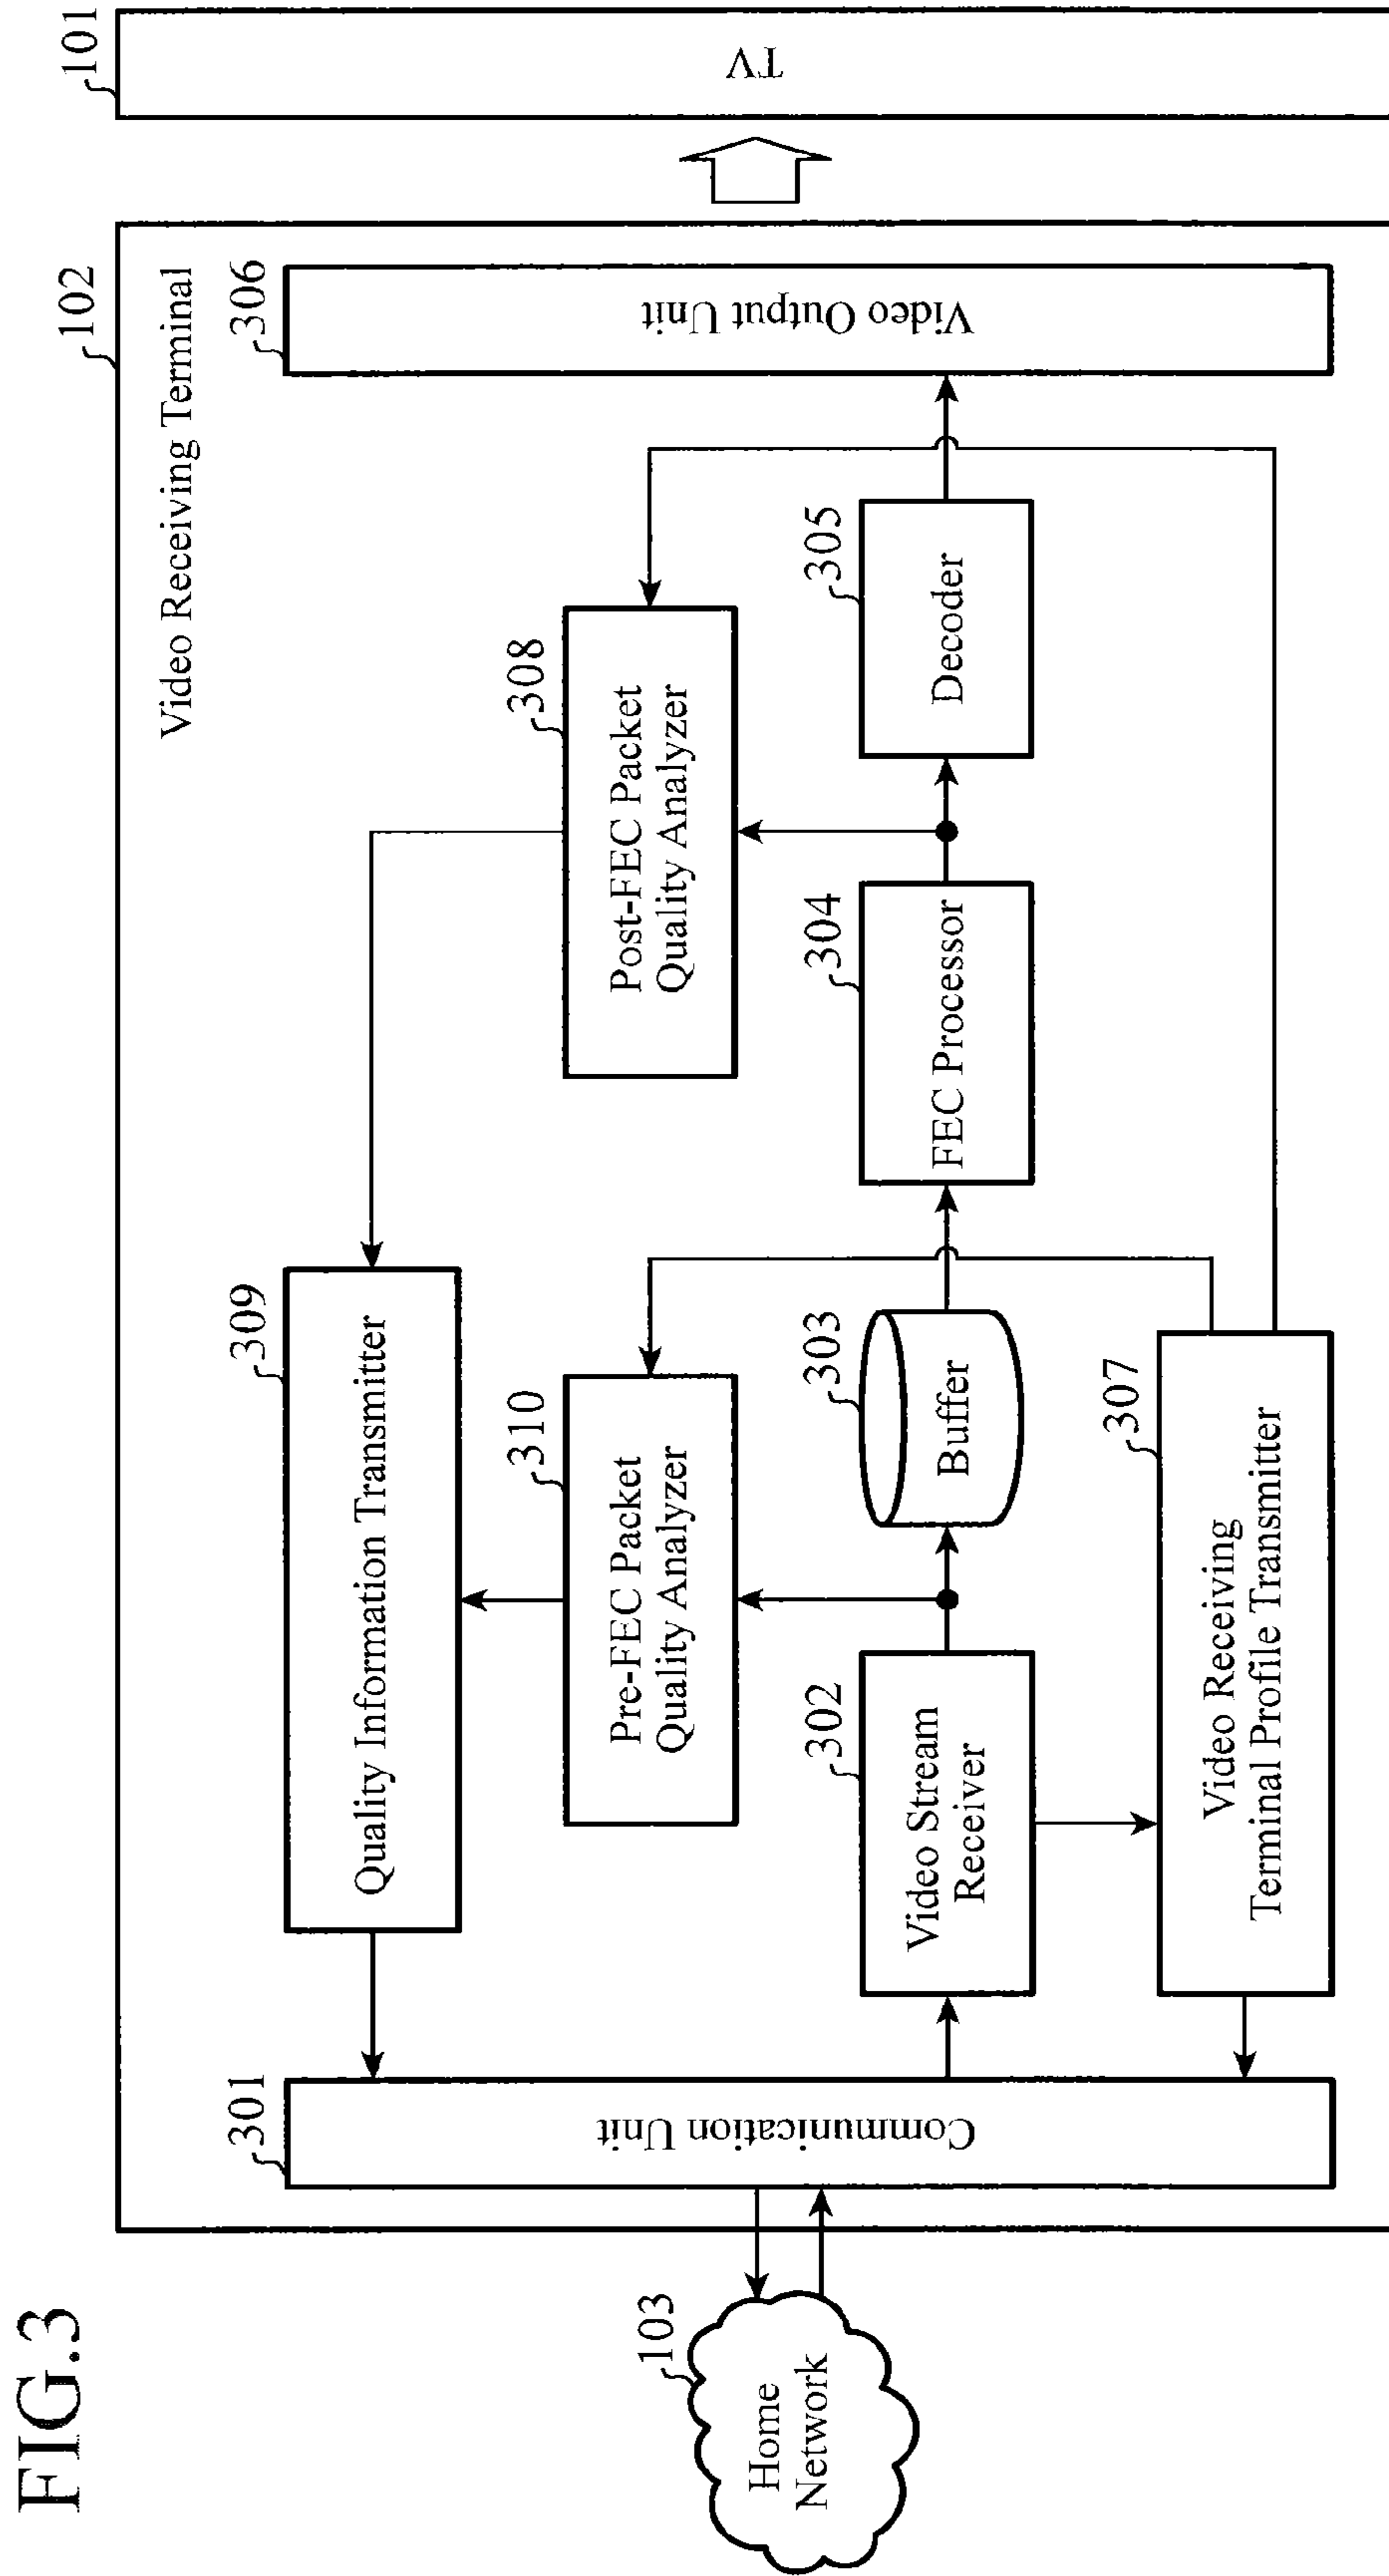 FIG.3
102
101
Video Receiving Terminal
301
309
306
Quality Information Transmitter
310
308
Pre-FEC Packet
Quality Analyzer
Post-FEC Packet
Quality Analyzer
103
Home
Network
Communication Unit
302
303
304
305
Video Stream
Receiver
Buffer
FEC Processor
Decoder
Video Output Unit
TV
307
Video Receiving
Terminal Profile Transmitter